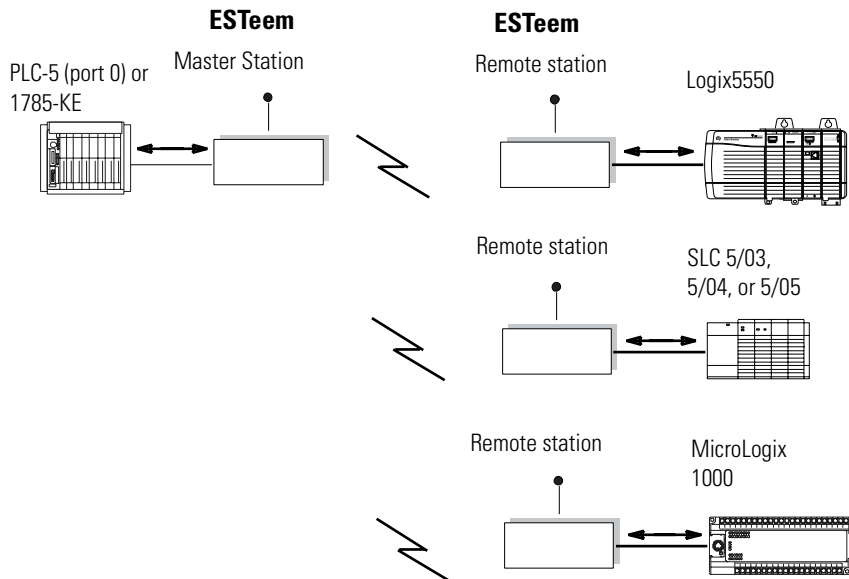 ESTeem
ESTeem
PLC-5 (port 0) or
1785-KE
Master Station
Remote station
Logix5550
Remote station
SLC 5/03,
5/04, or 5/05
Remote station
MicroLogix
1000